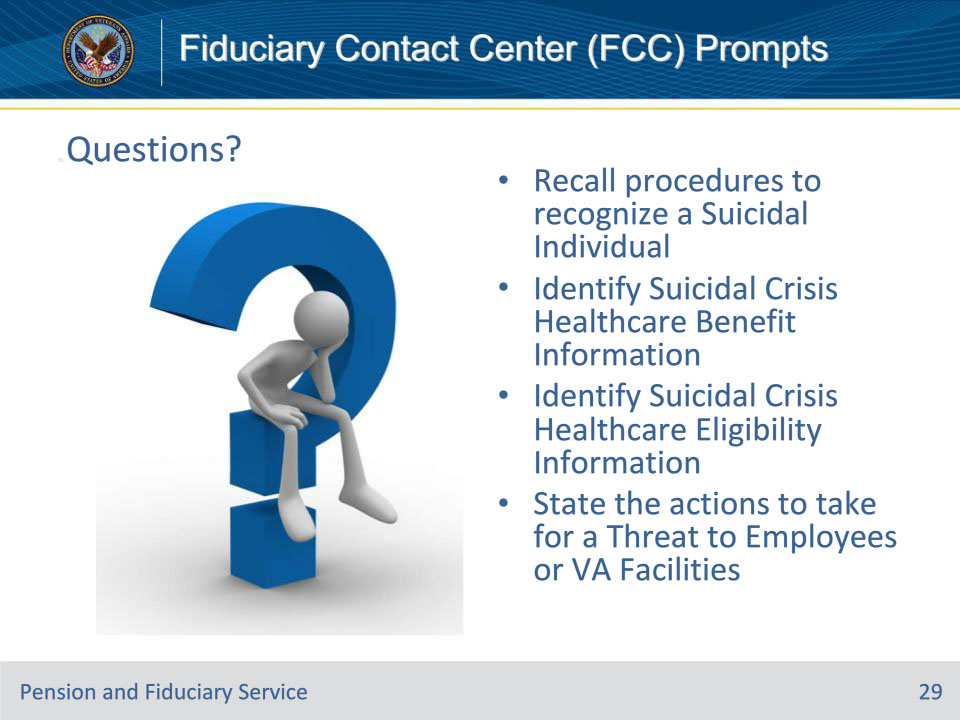 Fiduciary Contact Center (FCC) Prompts
Questions?
• Recall procedures to
recognize a Suicidal
Individual
• Identify Suicidal Crisis
Healthcare Benefit
Information
• Identify Suicidal Crisis
Healthcare Eligibility
Information
• State the actions to take
for a Threat to Employees
or VA Facilities
Pension and Fiduciary Service
29